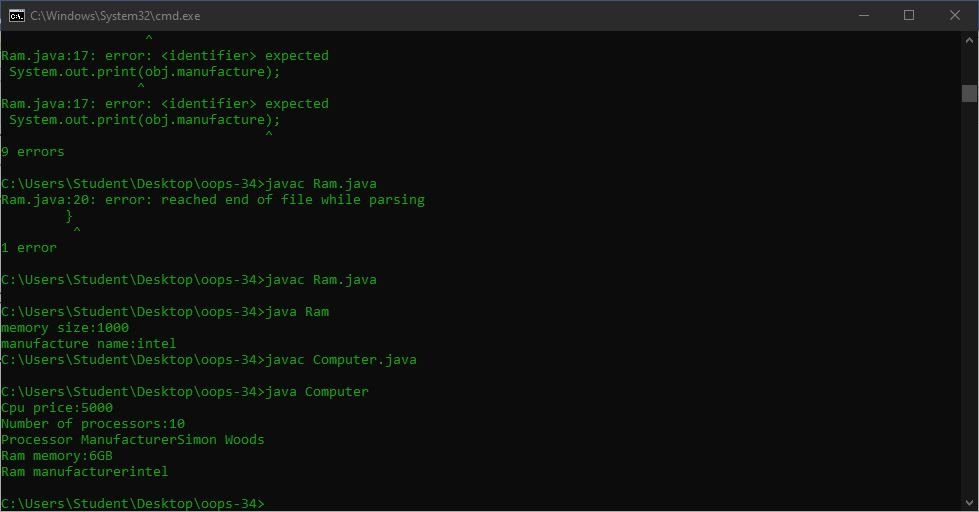 C:\Windows\System32\cmd.exe
^
Ram.java:17: error: <identifier> expected
System.out.print(obj.manufacture);
^
Ram.java:17: error: <identifier> expected
System.out.print(obj.manufacture);
^
9 errors
C:\Users\Student\Desktop\oops-34>javac Ram.java
Ram.java:20: error: reached end of file while parsing
}
^
1 error
C:\Users\Student\Desktop\oops-34>javac Ram.java
C:\Users\Student\Desktop\oops-34>java Ram
memory size:1000
manufacture name:intel
C:\Users\Student\Desktop\oops-34>javac Computer.java
C:\Users\Student\Desktop\oops-34>java Computer
Cpu price:5000
Number of processors:10
Processor ManufacturerSimon Woods
Ram memory:6GB
Ram manufacturerintel
C:\Users\Student\Desktop\oops-34>